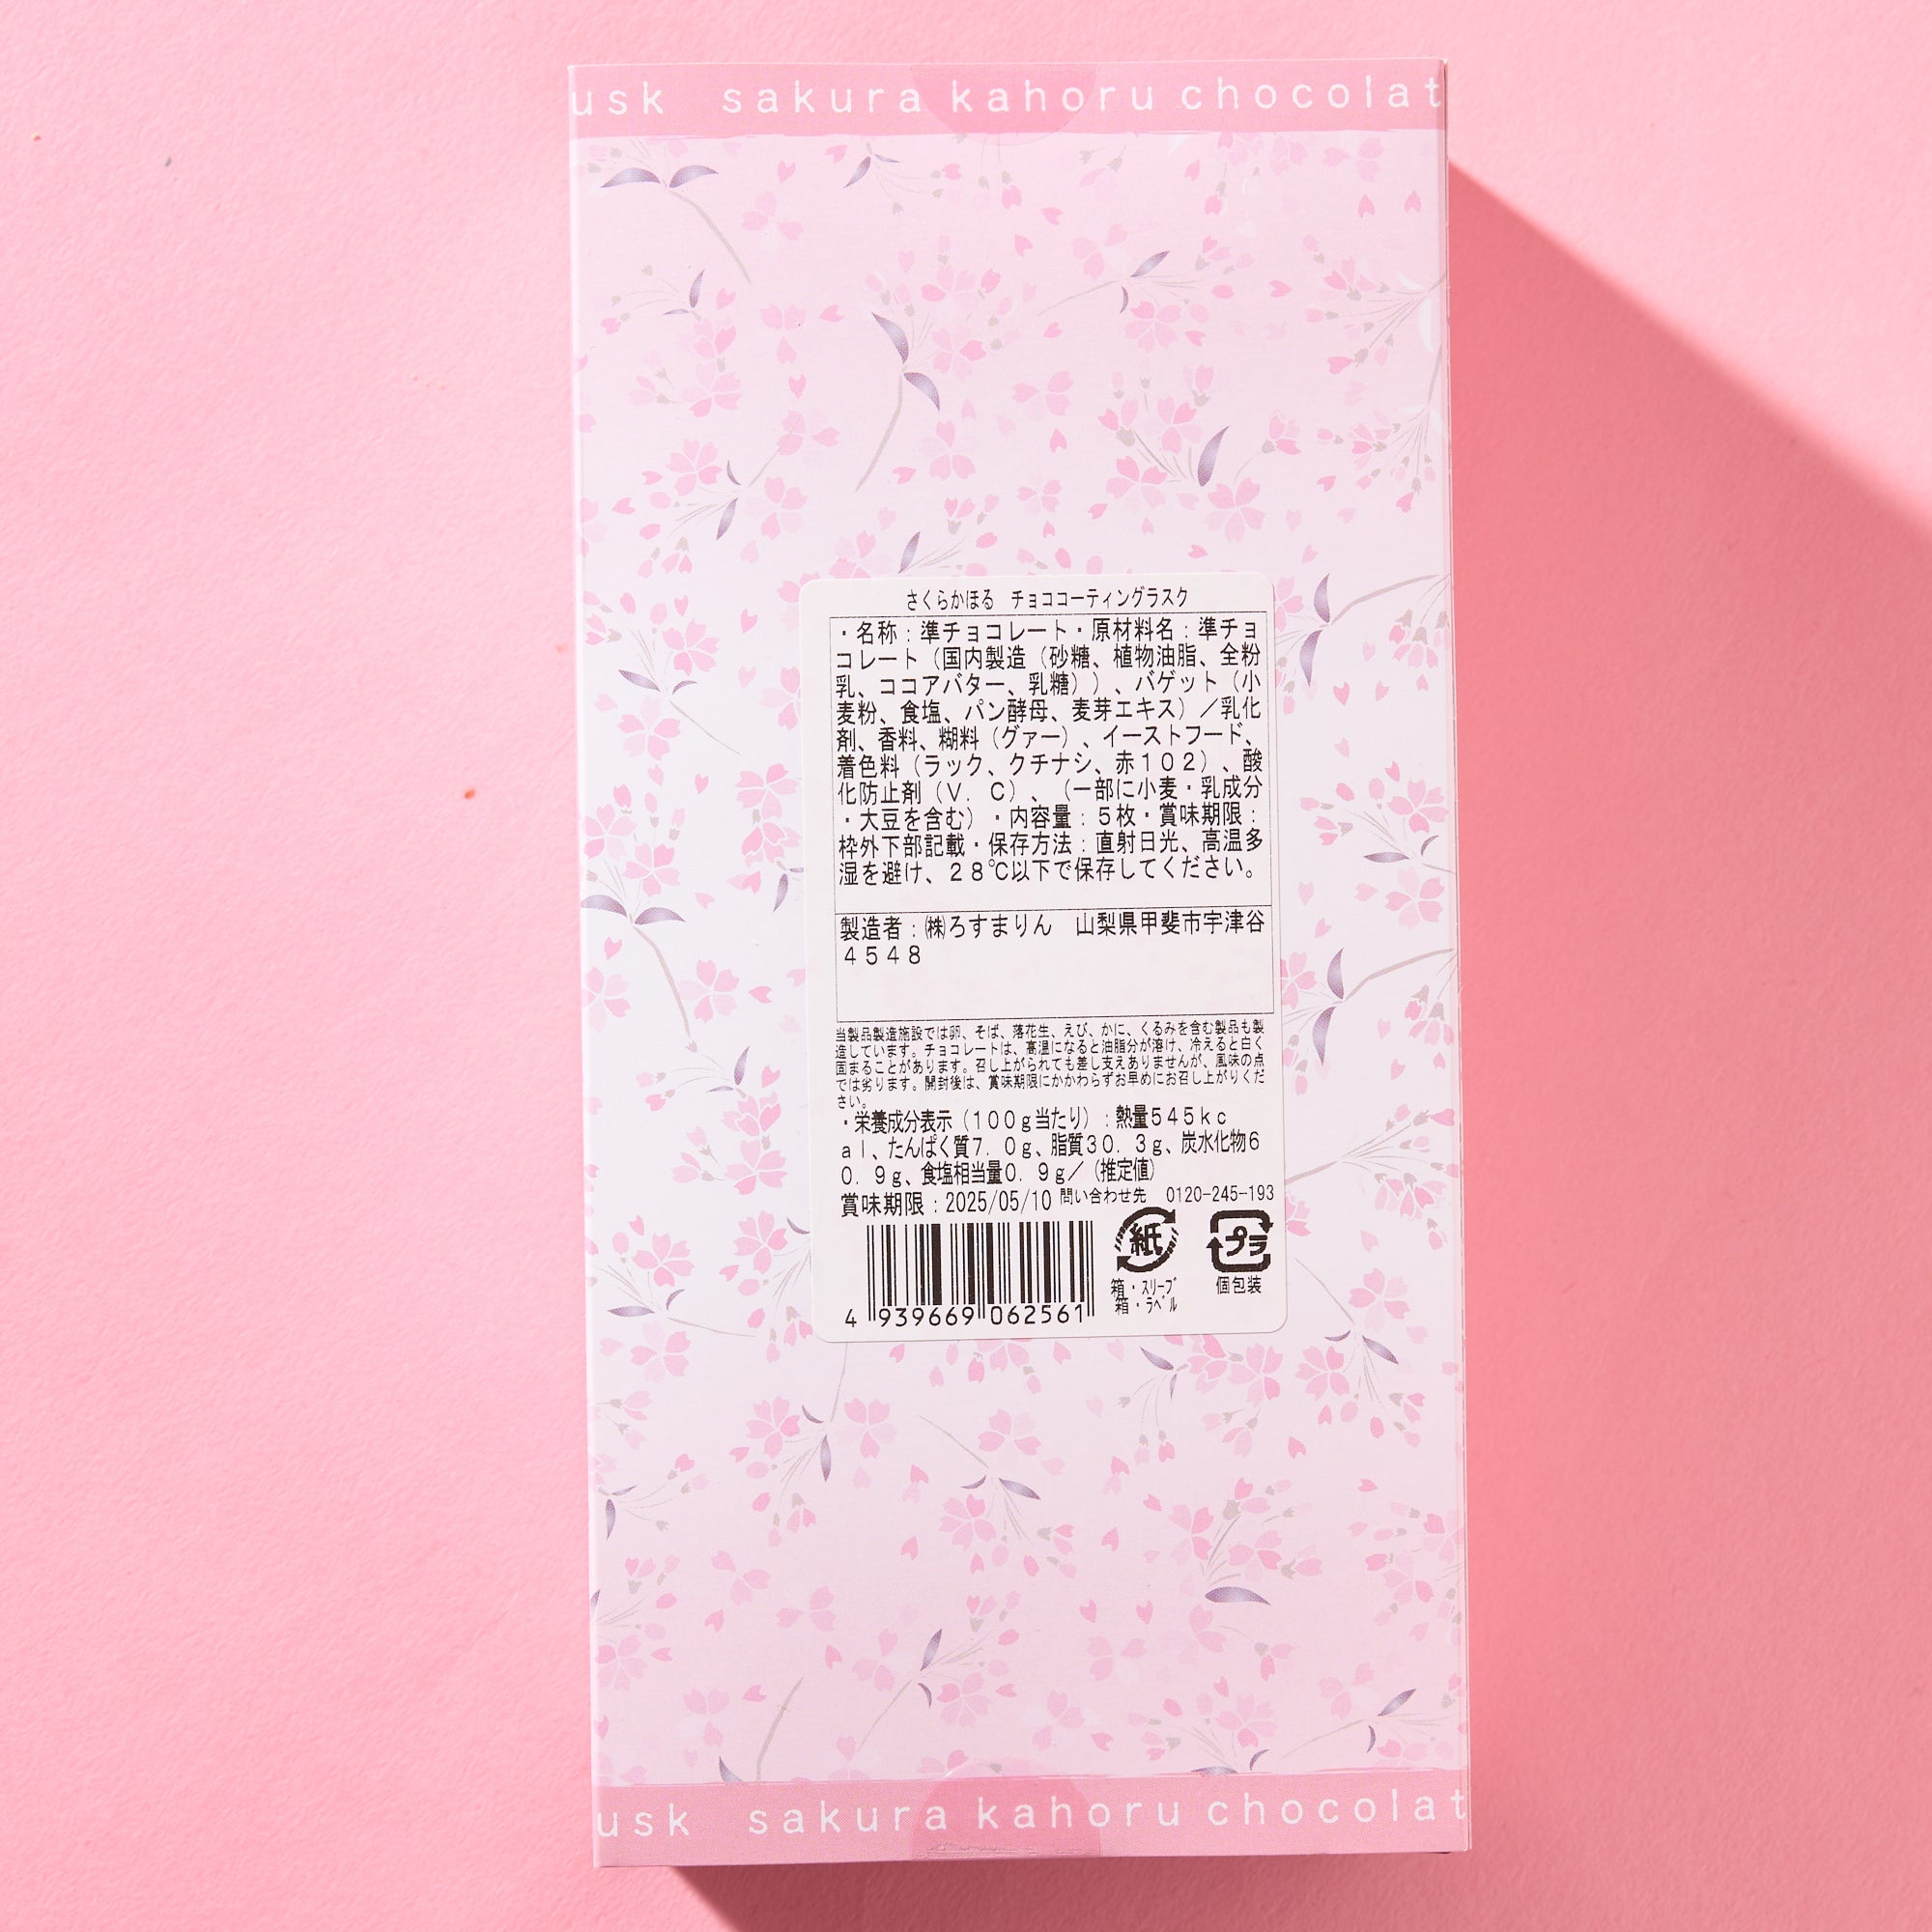 usk sakura kahoru chocolat
さくらかほる チョココーティングラスク
・名称：準チョコレート・原材料名：準チョ
コレート（国内製造（砂糖、植物油脂、全粉
乳、ココアバター、乳糖））、バゲット（小
麦粉、食塩、パン酵母、麦芽エキス）／乳化
剤、香料、糊料（グァー）、イーストフード、
着色料（ラック、クチナシ、赤１０２）、酸
化防止剤（Ｖ．Ｃ）、（一部に小麦・乳成分
・大豆を含む）・内容量：５枚・賞味期限：
枠外下部記載・保存方法：直射日光、高温多
湿を避け、２８℃以下で保存してください。
製造者：㈱ろすまりん 山梨県甲斐市宇津谷
４５４８
当製品製造施設では卵、そば、落花生、えび、かに、くるみを含む製品も製
造しています。チョコレートは、高温になると油脂分が溶け、冷えると白く
固まることがあります。召し上がられても差し支えありませんが、風味の点
では劣ります。開封後は、賞味期限にかかわらずお早めにお召し上がりくだ
さい。
・栄養成分表示（１００ｇ当たり）：熱量５４５ｋｃ
ａｌ、たんぱく質７．０ｇ、脂質３０．３ｇ、炭水化物６
０．９ｇ、食塩相当量０．９ｇ／（推定値）
賞味期限：2025/05/10 問い合わせ先 0120-245-193
紙 プラ
箱・ｽﾘｰﾌﾞ 個包装
箱・ﾗﾍﾞﾙ
4 939669 062561
usk sakura kahoru chocolat